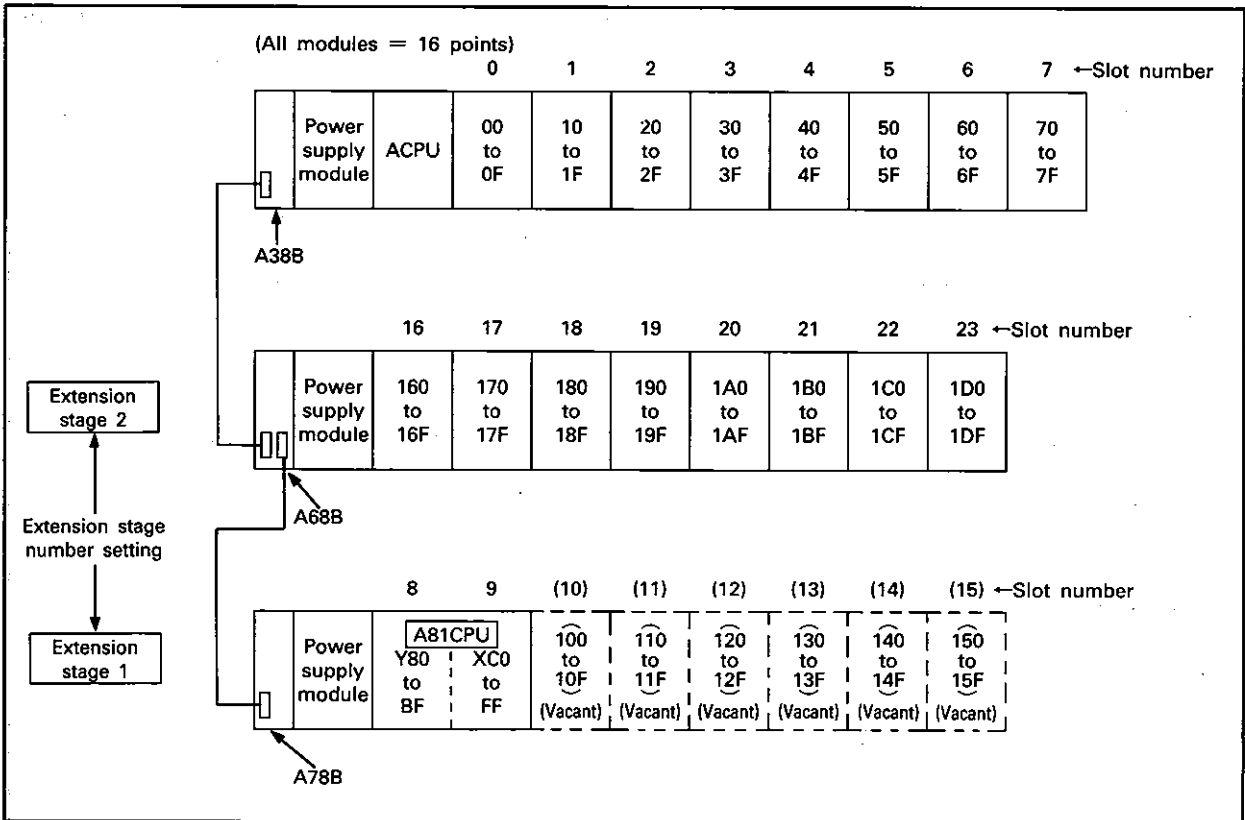 (All modules = 16 points)
0 1 2 3 4 5 6 7 ←Slot number
Power supply module ACPU 00 to 0F 10 to 1F 20 to 2F 30 to 3F 40 to 4F 50 to 5F 60 to 6F 70 to 7F
A38B
16 17 18 19 20 21 22 23 ←Slot number
Extension stage 2
Power supply module 160 to 16F 170 to 17F 180 to 18F 190 to 19F 1A0 to 1AF 1B0 to 1BF 1C0 to 1CF 1D0 to 1DF
A68B
Extension stage number setting
8 9 (10) (11) (12) (13) (14) (15) ←Slot number
Extension stage 1
Power supply module A81CPU Y80 to BF XC0 to FF (100 to 10F) (Vacant) (110 to 11F) (Vacant) (120 to 12F) (Vacant) (130 to 13F) (Vacant) (140 to 14F) (Vacant) (150 to 15F) (Vacant)
A78B